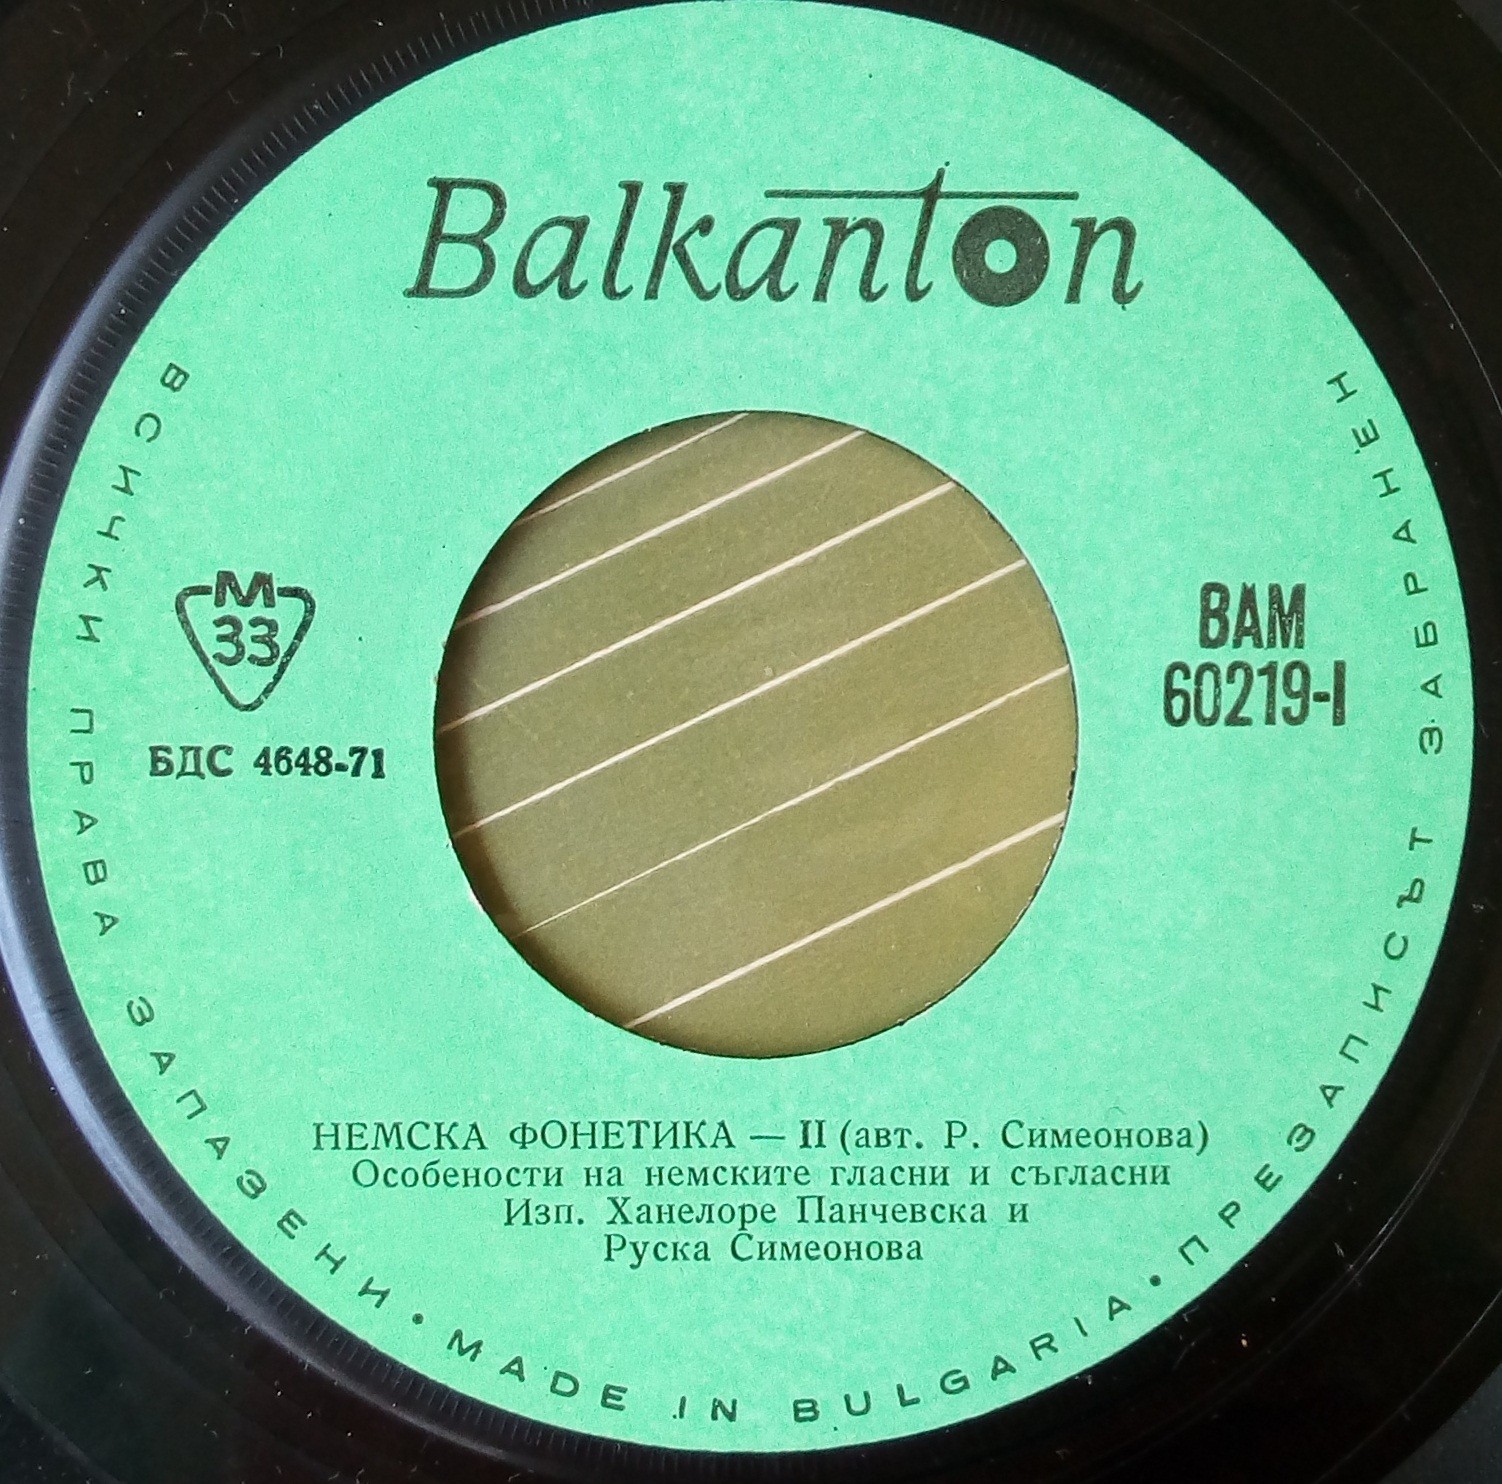 Balkanton
М
33
БДС 4648-71
ВАМ
60219-I
НЕМСКА ФОНЕТИКА — II (авт. Р. Симеонова)
Особености на немските гласни и съгласни
Изп. Ханелоре Панчевска и
Руска Симеонова
ВСИЧКИ ПРАВА ЗАПАЗЕНИ • MADE IN BULGARIA • ПРЕЗАПИСЪТ ЗАБРАНЕН